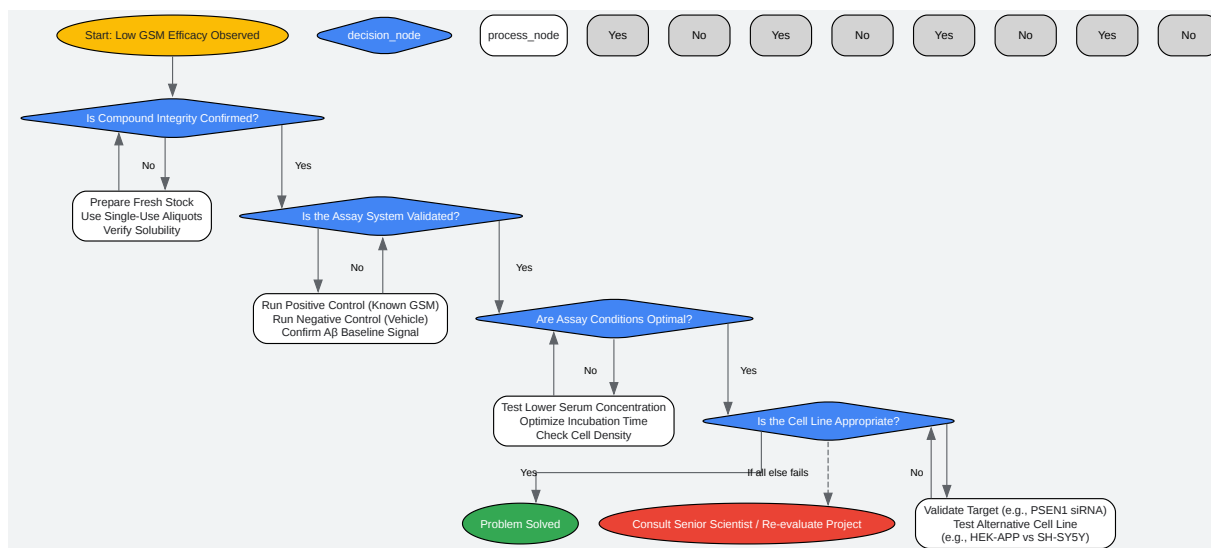 Start: Low GSM Efficacy Observed
decision_node
process_node
Yes
No
Yes
No
Yes
No
Yes
No
Is Compound Integrity Confirmed?
No
Yes
Prepare Fresh Stock
Use Single-Use Aliquots
Verify Solubility
Is the Assay System Validated?
No
Yes
Run Positive Control (Known GSM)
Run Negative Control (Vehicle)
Confirm Aβ Baseline Signal
Are Assay Conditions Optimal?
No
Yes
Test Lower Serum Concentration
Optimize Incubation Time
Check Cell Density
Is the Cell Line Appropriate?
Yes
If all else fails
No
Problem Solved
Consult Senior Scientist / Re-evaluate Project
Validate Target (e.g., PSEN1 siRNA)
Test Alternative Cell Line
(e.g., HEK-APP vs SH-SY5Y)